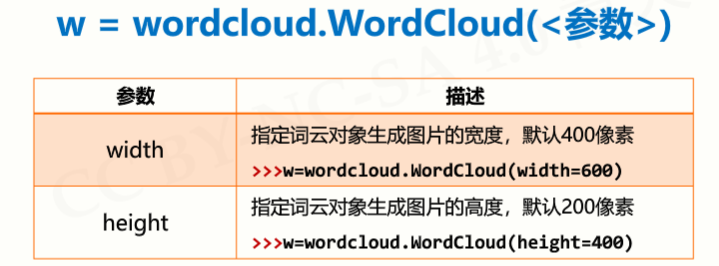 w = wordcloud.WordCloud(<参数>)
参数 描述
width
指定词云对象生成图片的宽度，默认400像素
>>>w=wordcloud.WordCloud(width=600)
height
指定词云对象生成图片的高度，默认200像素
>>>w=wordcloud.WordCloud(height=400)
CC BY-NC-SA 4.0